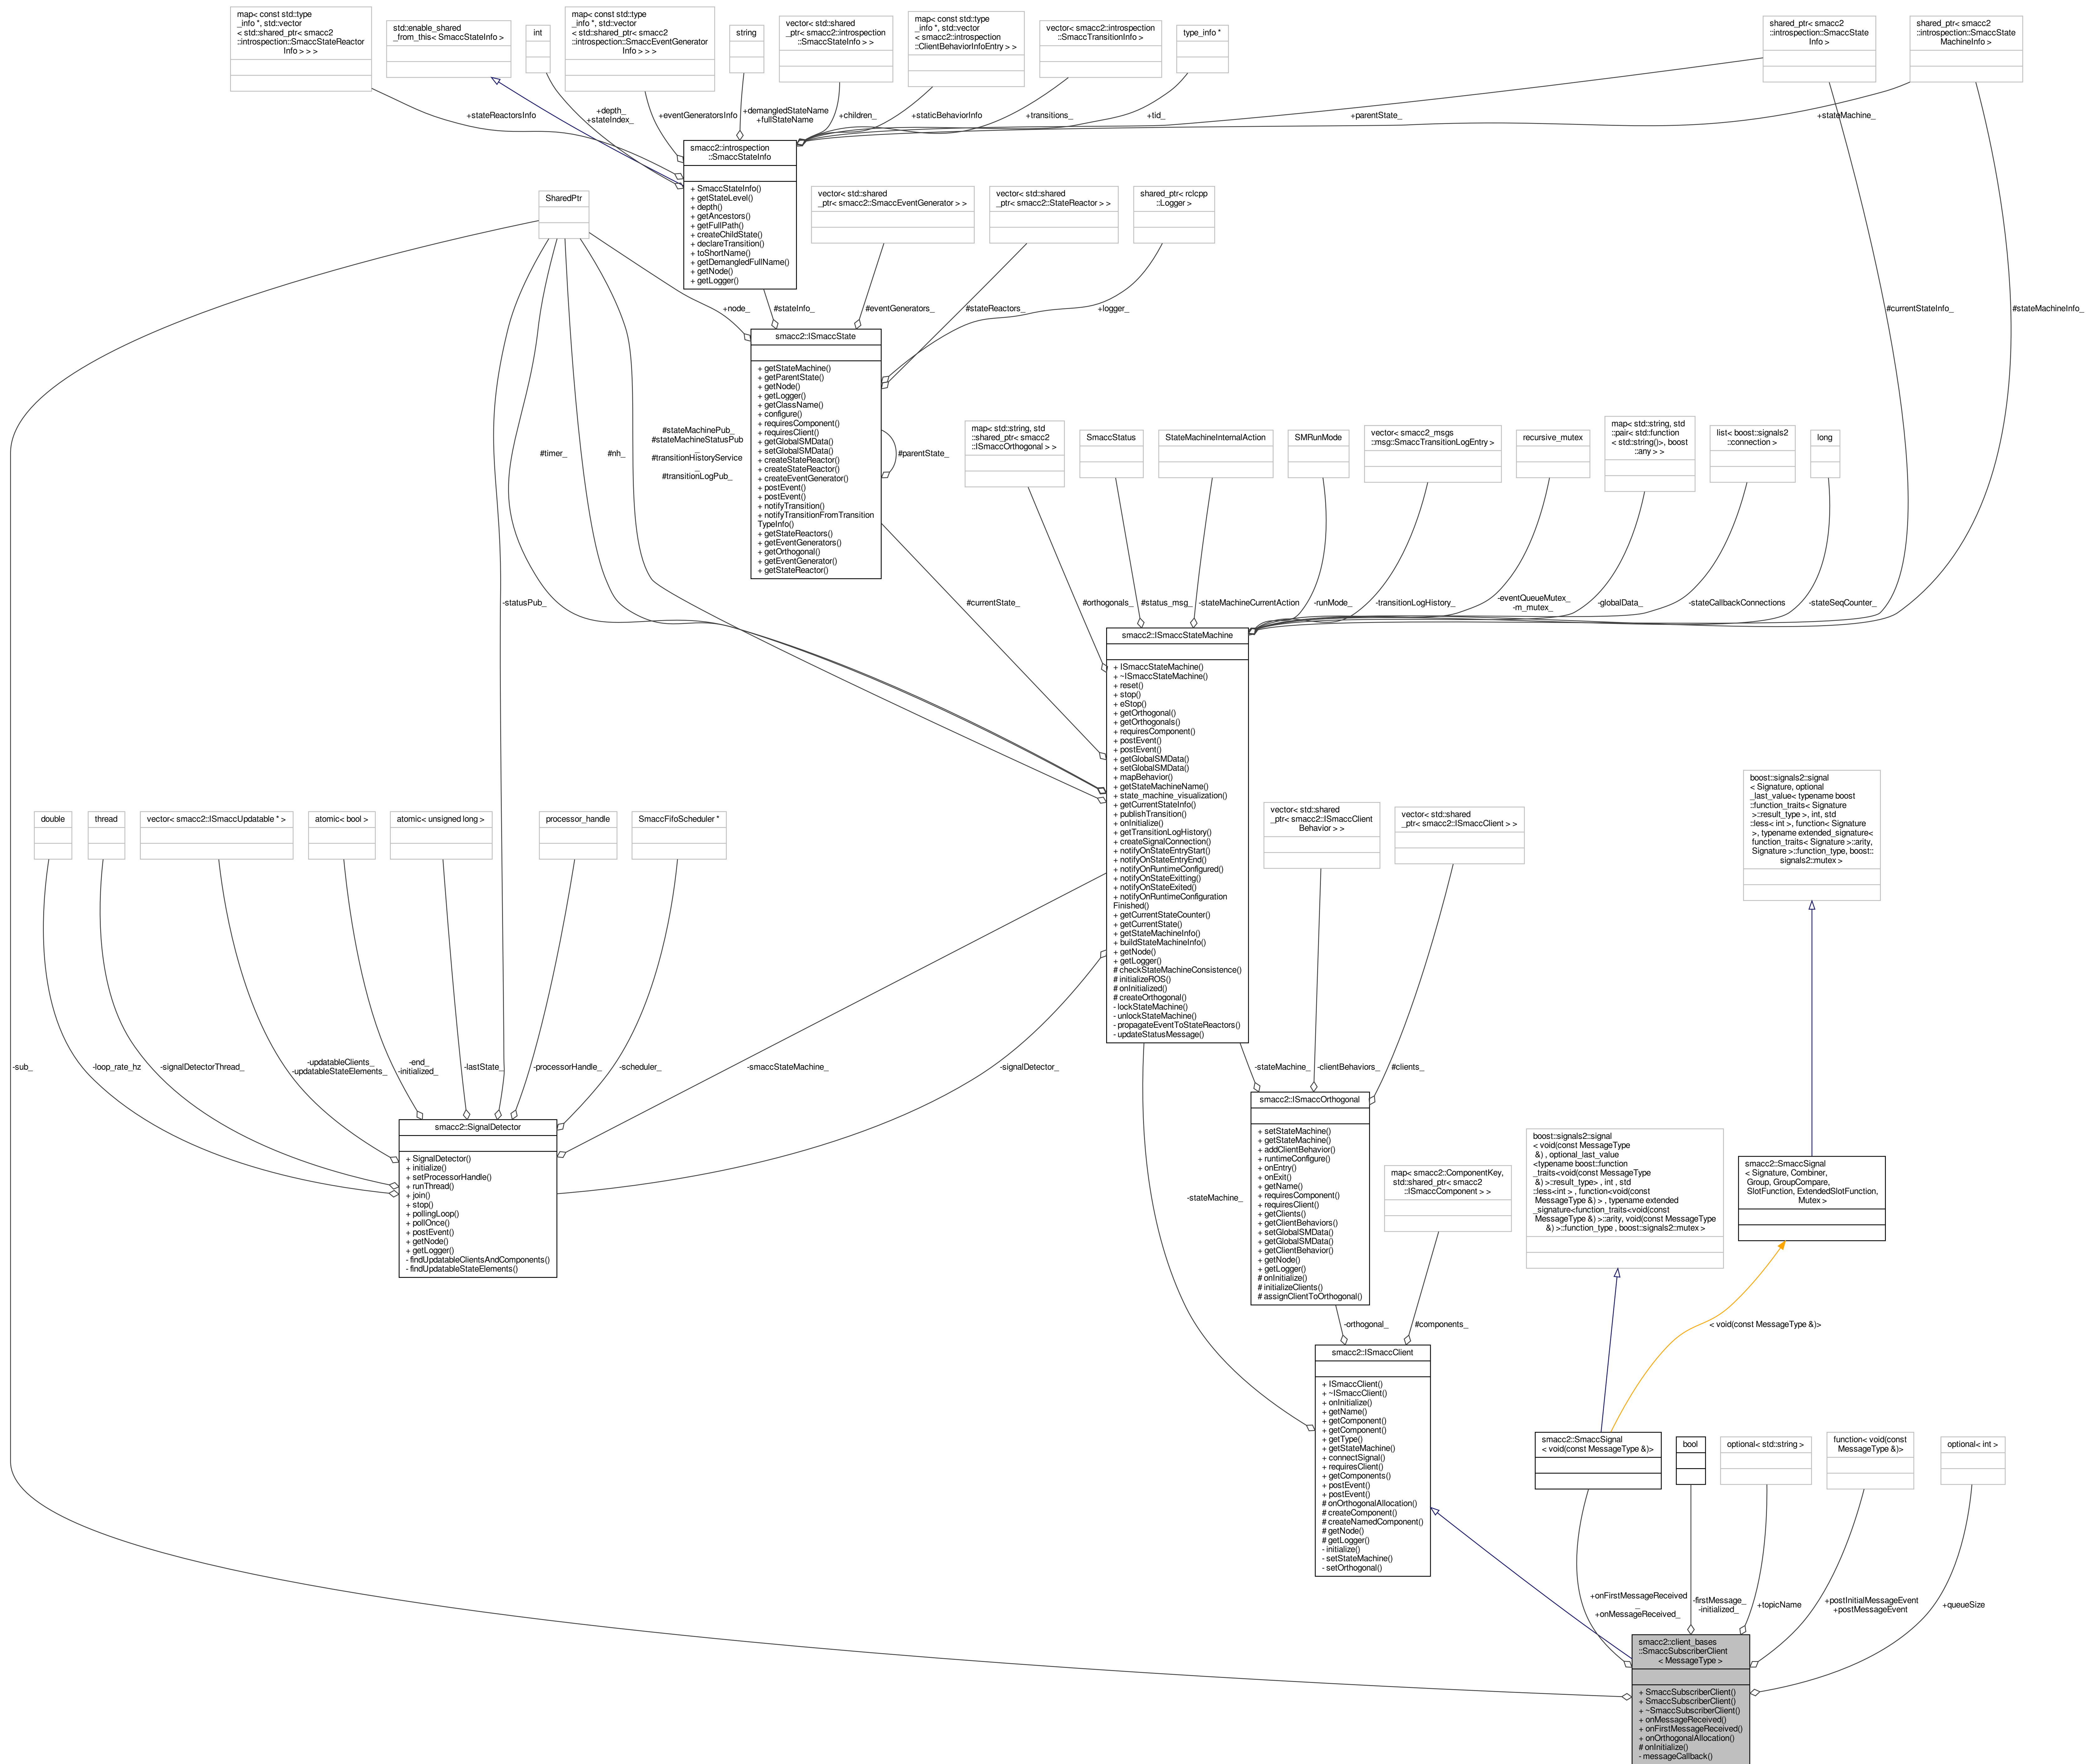 map< const std::type
_info *, std::vector
< std::shared_ptr< smacc2
::introspection::SmaccStateReactor
Info > > >
std::enable_shared
_from_this< SmaccStateInfo >
int
map< const std::type
_info *, std::vector
< std::shared_ptr< smacc2
::introspection::SmaccEventGenerator
Info > > >
string
vector< std::shared
_ptr< smacc2::introspection
::SmaccStateInfo > >
map< const std::type
_info *, std::vector
< smacc2::introspection
::ClientBehaviorInfoEntry > >
vector< smacc2::introspection
::SmaccTransitionInfo >
type_info *
shared_ptr< smacc2
::introspection::SmaccState
Info >
shared_ptr< smacc2
::introspection::SmaccState
MachineInfo >
+stateReactorsInfo
+depth_
+stateIndex_
+eventGeneratorsInfo
+demangledStateName
+fullStateName
+children_
+staticBehaviorInfo
+transitions_
+tid_
+parentState_
+stateMachine_
smacc2::introspection
::SmaccStateInfo
+ SmaccStateInfo()
+ getStateLevel()
+ depth()
+ getAncestors()
+ getFullPath()
+ createChildState()
+ declareTransition()
+ toShortName()
+ getDemangledFullName()
+ getNode()
+ getLogger()
SharedPtr
vector< std::shared
_ptr< smacc2::SmaccEventGenerator > >
vector< std::shared
_ptr< smacc2::StateReactor > >
shared_ptr< rclcpp
::Logger >
+node_
#stateInfo_
#eventGenerators_
#stateReactors_
+logger_
#currentStateInfo_
#stateMachineInfo_
smacc2::ISmaccState
+ getStateMachine()
+ getParentState()
+ getNode()
+ getLogger()
+ getClassName()
+ configure()
+ requiresComponent()
+ requiresClient()
+ getGlobalSMData()
+ setGlobalSMData()
+ createStateReactor()
+ createStateReactor()
+ createEventGenerator()
+ postEvent()
+ postEvent()
+ notifyTransition()
+ notifyTransitionFromTransition
TypeInfo()
+ getStateReactors()
+ getEventGenerators()
+ getOrthogonal()
+ getEventGenerator()
+ getStateReactor()
#parentState_
#timer_
#nh_
#stateMachinePub_
#stateMachineStatusPub
_
#transitionHistoryService
_
#transitionLogPub_
map< std::string, std
::shared_ptr< smacc2
::ISmaccOrthogonal > >
SmaccStatus
StateMachineInternalAction
SMRunMode
vector< smacc2_msgs
::msg::SmaccTransitionLogEntry >
recursive_mutex
map< std::string, std
::pair< std::function
< std::string()>, boost
::any > >
list< boost::signals2
::connection >
long
-statusPub_
#currentState_
#orthogonals_
#status_msg_
-stateMachineCurrentAction
-runMode_
-transitionLogHistory_
-eventQueueMutex_
-m_mutex_
-globalData_
-stateCallbackConnections
-stateSeqCounter_
smacc2::ISmaccStateMachine
+ ISmaccStateMachine()
+ ~ISmaccStateMachine()
+ reset()
+ stop()
+ eStop()
+ getOrthogonal()
+ getOrthogonals()
+ requiresComponent()
+ postEvent()
+ postEvent()
+ getGlobalSMData()
+ setGlobalSMData()
+ mapBehavior()
+ getStateMachineName()
+ state_machine_visualization()
+ getCurrentStateInfo()
+ publishTransition()
+ onInitialize()
+ getTransitionLogHistory()
+ createSignalConnection()
+ notifyOnStateEntryStart()
+ notifyOnStateEntryEnd()
+ notifyOnRuntimeConfigured()
+ notifyOnStateExitting()
+ notifyOnStateExited()
+ notifyOnRuntimeConfiguration
Finished()
+ getCurrentStateCounter()
+ getCurrentState()
+ getStateMachineInfo()
+ buildStateMachineInfo()
+ getNode()
+ getLogger()
# checkStateMachineConsistence()
# initializeROS()
# onInitialized()
# createOrthogonal()
- lockStateMachine()
- unlockStateMachine()
- propagateEventToStateReactors()
- updateStatusMessage()
double
thread
vector< smacc2::ISmaccUpdatable * >
atomic< bool >
atomic< unsigned long >
processor_handle
SmaccFifoScheduler *
vector< std::shared
_ptr< smacc2::ISmaccClient
Behavior > >
vector< std::shared
_ptr< smacc2::ISmaccClient > >
boost::signals2::signal
< Signature, optional
_last_value< typename boost
::function_traits< Signature
>::result_type >, int, std
::less< int >, function< Signature
>, typename extended_signature<
function_traits< Signature >::arity,
Signature >::function_type, boost::
signals2::mutex >
-sub_
-loop_rate_hz
-signalDetectorThread_
-updatableClients_
-updatableStateElements_
-end_
-initialized_
-lastState_
-processorHandle_
-scheduler_
-smaccStateMachine_
-signalDetector_
-stateMachine_
-clientBehaviors_
#clients_
smacc2::SignalDetector
+ SignalDetector()
+ initialize()
+ setProcessorHandle()
+ runThread()
+ join()
+ stop()
+ pollingLoop()
+ pollOnce()
+ postEvent()
+ getNode()
+ getLogger()
- findUpdatableClientsAndComponents()
- findUpdatableStateElements()
smacc2::ISmaccOrthogonal
+ setStateMachine()
+ getStateMachine()
+ addClientBehavior()
+ runtimeConfigure()
+ onEntry()
+ onExit()
+ getName()
+ requiresComponent()
+ requiresClient()
+ getClients()
+ getClientBehaviors()
+ setGlobalSMData()
+ getGlobalSMData()
+ getClientBehavior()
+ getNode()
+ getLogger()
# onInitialize()
# initializeClients()
# assignClientToOrthogonal()
map< smacc2::ComponentKey,
std::shared_ptr< smacc2
::ISmaccComponent > >
boost::signals2::signal
< void(const MessageType
&) , optional_last_value
<typename boost::function
_traits<void(const MessageType
&) >::result_type> , int , std
::less<int > , function<void(const
MessageType &) > , typename extended
_signature<function_traits<void(const
MessageType &) >::arity, void(const MessageType
&) >::function_type , boost::signals2::mutex >
smacc2::SmaccSignal
< Signature, Combiner,
Group, GroupCompare,
SlotFunction, ExtendedSlotFunction,
Mutex >
-stateMachine_
-orthogonal_
#components_
< void(const MessageType &)>
smacc2::ISmaccClient
+ ISmaccClient()
+ ~ISmaccClient()
+ onInitialize()
+ getName()
+ getComponent()
+ getComponent()
+ getType()
+ getStateMachine()
+ connectSignal()
+ requiresClient()
+ getComponents()
+ postEvent()
+ postEvent()
# onOrthogonalAllocation()
# createComponent()
# createNamedComponent()
# getNode()
# getLogger()
- initialize()
- setStateMachine()
- setOrthogonal()
smacc2::SmaccSignal
< void(const MessageType &)>
bool
optional< std::string >
function< void(const
MessageType &)>
optional< int >
+onFirstMessageReceived
_
+onMessageReceived_
-firstMessage_
-initialized_
+topicName
+postInitialMessageEvent
+postMessageEvent
+queueSize
smacc2::client_bases
::SmaccSubscriberClient
< MessageType >
+ SmaccSubscriberClient()
+ SmaccSubscriberClient()
+ ~SmaccSubscriberClient()
+ onMessageReceived()
+ onFirstMessageReceived()
+ onOrthogonalAllocation()
# onInitialize()
- messageCallback()